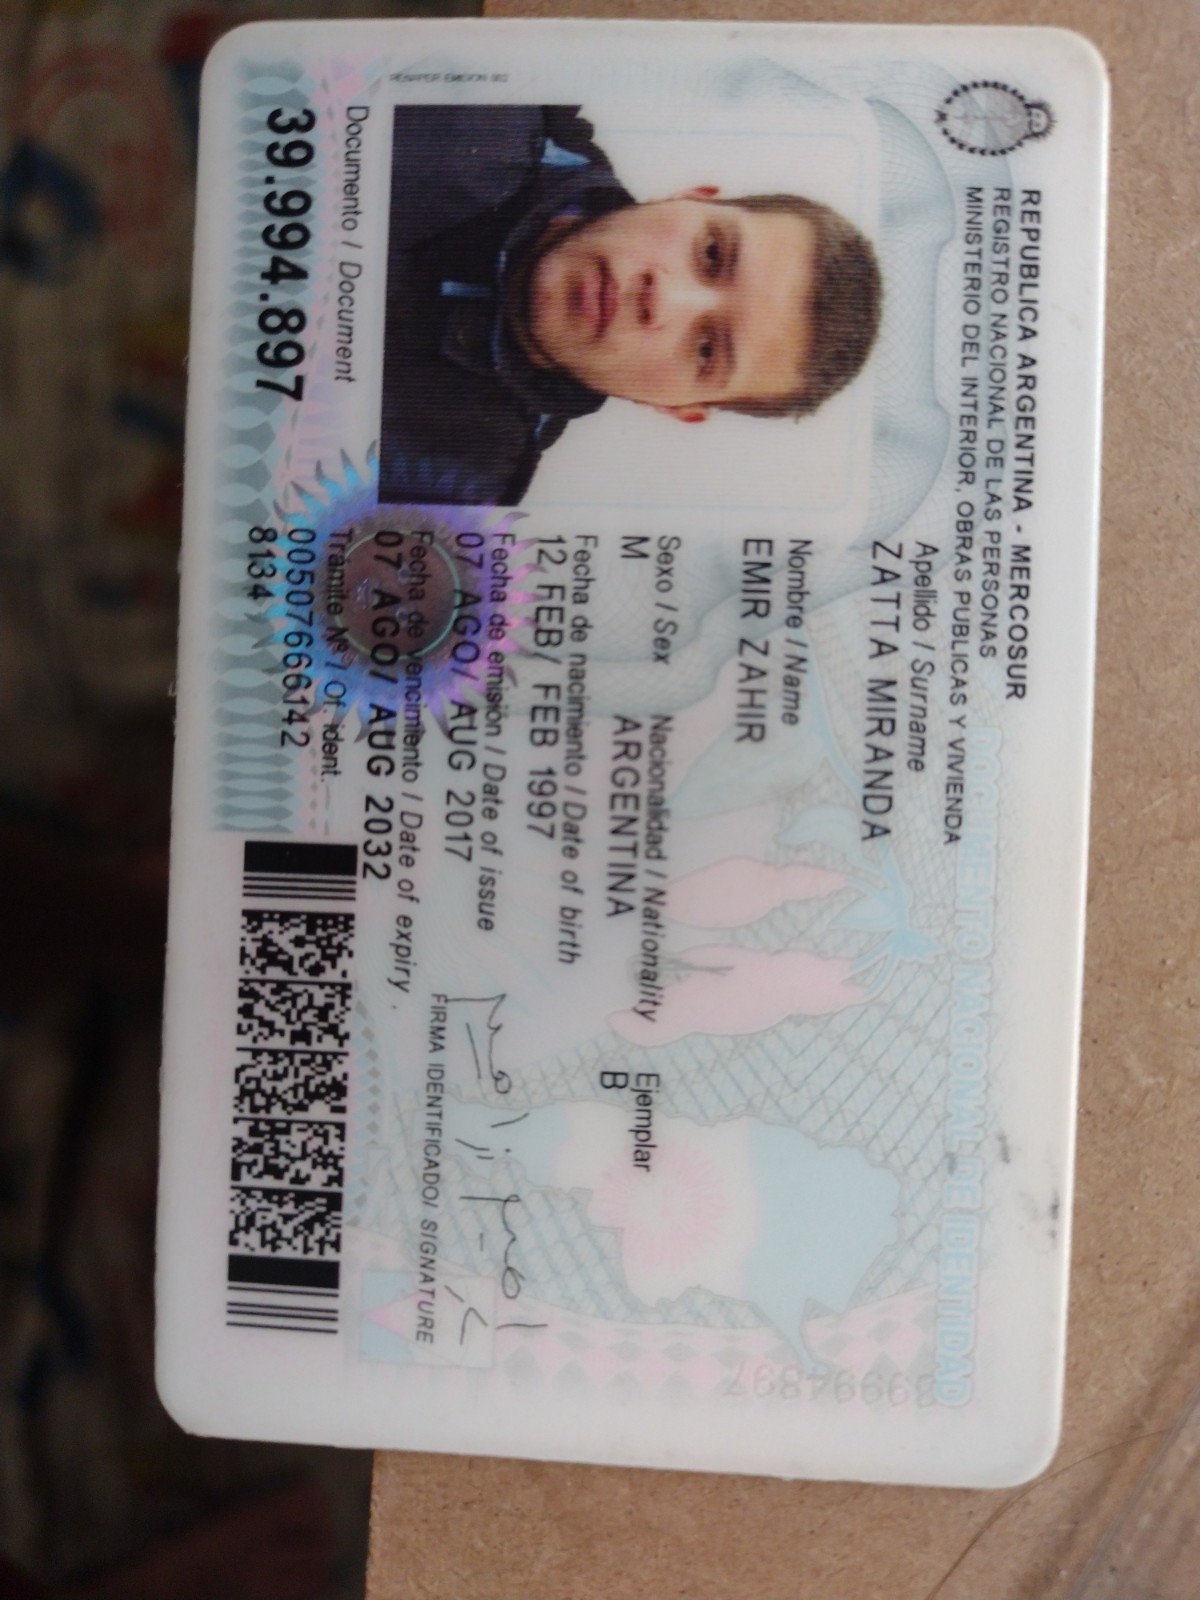 REPUBLICA ARGENTINA - MERCOSUR
REGISTRO NACIONAL DE LAS PERSONAS
MINISTERIO DEL INTERIOR, OBRAS PUBLICAS Y VIVIENDA
DOCUMENTO NACIONAL DE IDENTIDAD
Apellido / Surname
ZATTA MIRANDA
Nombre / Name
EMIR ZAHIR
Sexo / Sex Nacionalidad / Nationality Ejemplar
M ARGENTINA B
Fecha de nacimiento / Date of birth
12 FEB/ FEB 1997
Fecha de emisión / Date of issue
07 AGO/ AUG 2017
FIRMA IDENTIFICADO/ SIGNATURE
Fecha de vencimiento / Date of expiry .
07 AGO/ AUG 2032
Documento / Document
39.994.897
Trámite Nº / Of. ident.
00507666142
8134
39994897